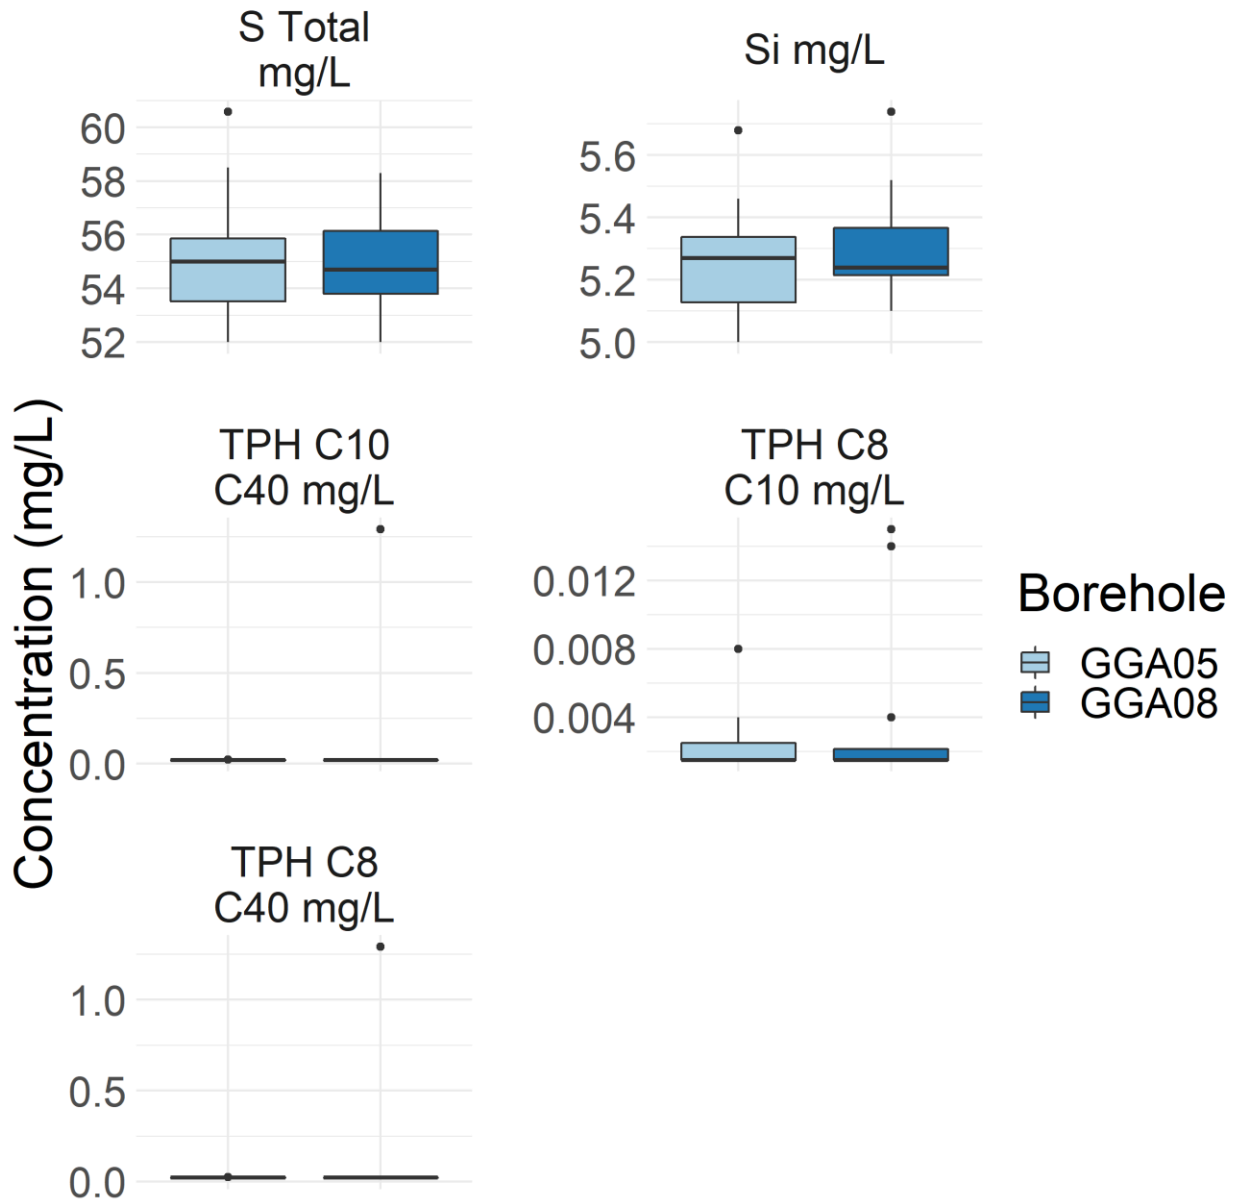 S Total
mg/L
Si mg/L
60
58
56
54
52
5.6
5.4
5.2
5.0
Concentration (mg/L)
TPH C10
C40 mg/L
TPH C8
C10 mg/L
1.0
0.5
0.0
0.012
0.008
0.004
Borehole
GGA05
GGA08
TPH C8
C40 mg/L
1.0
0.5
0.0